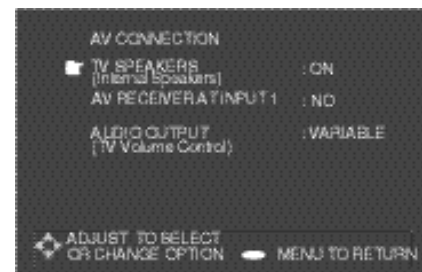 AV CONNECTION
TV SPEAKERS : ON
(Internal Speakers)
AV RECEIVER AT INPUT 1 : NO
AUDIO OUTPUT : VARIABLE
(TV Volume Control)
ADJUST TO SELECT
OR CHANGE OPTION MENU TO RETURN